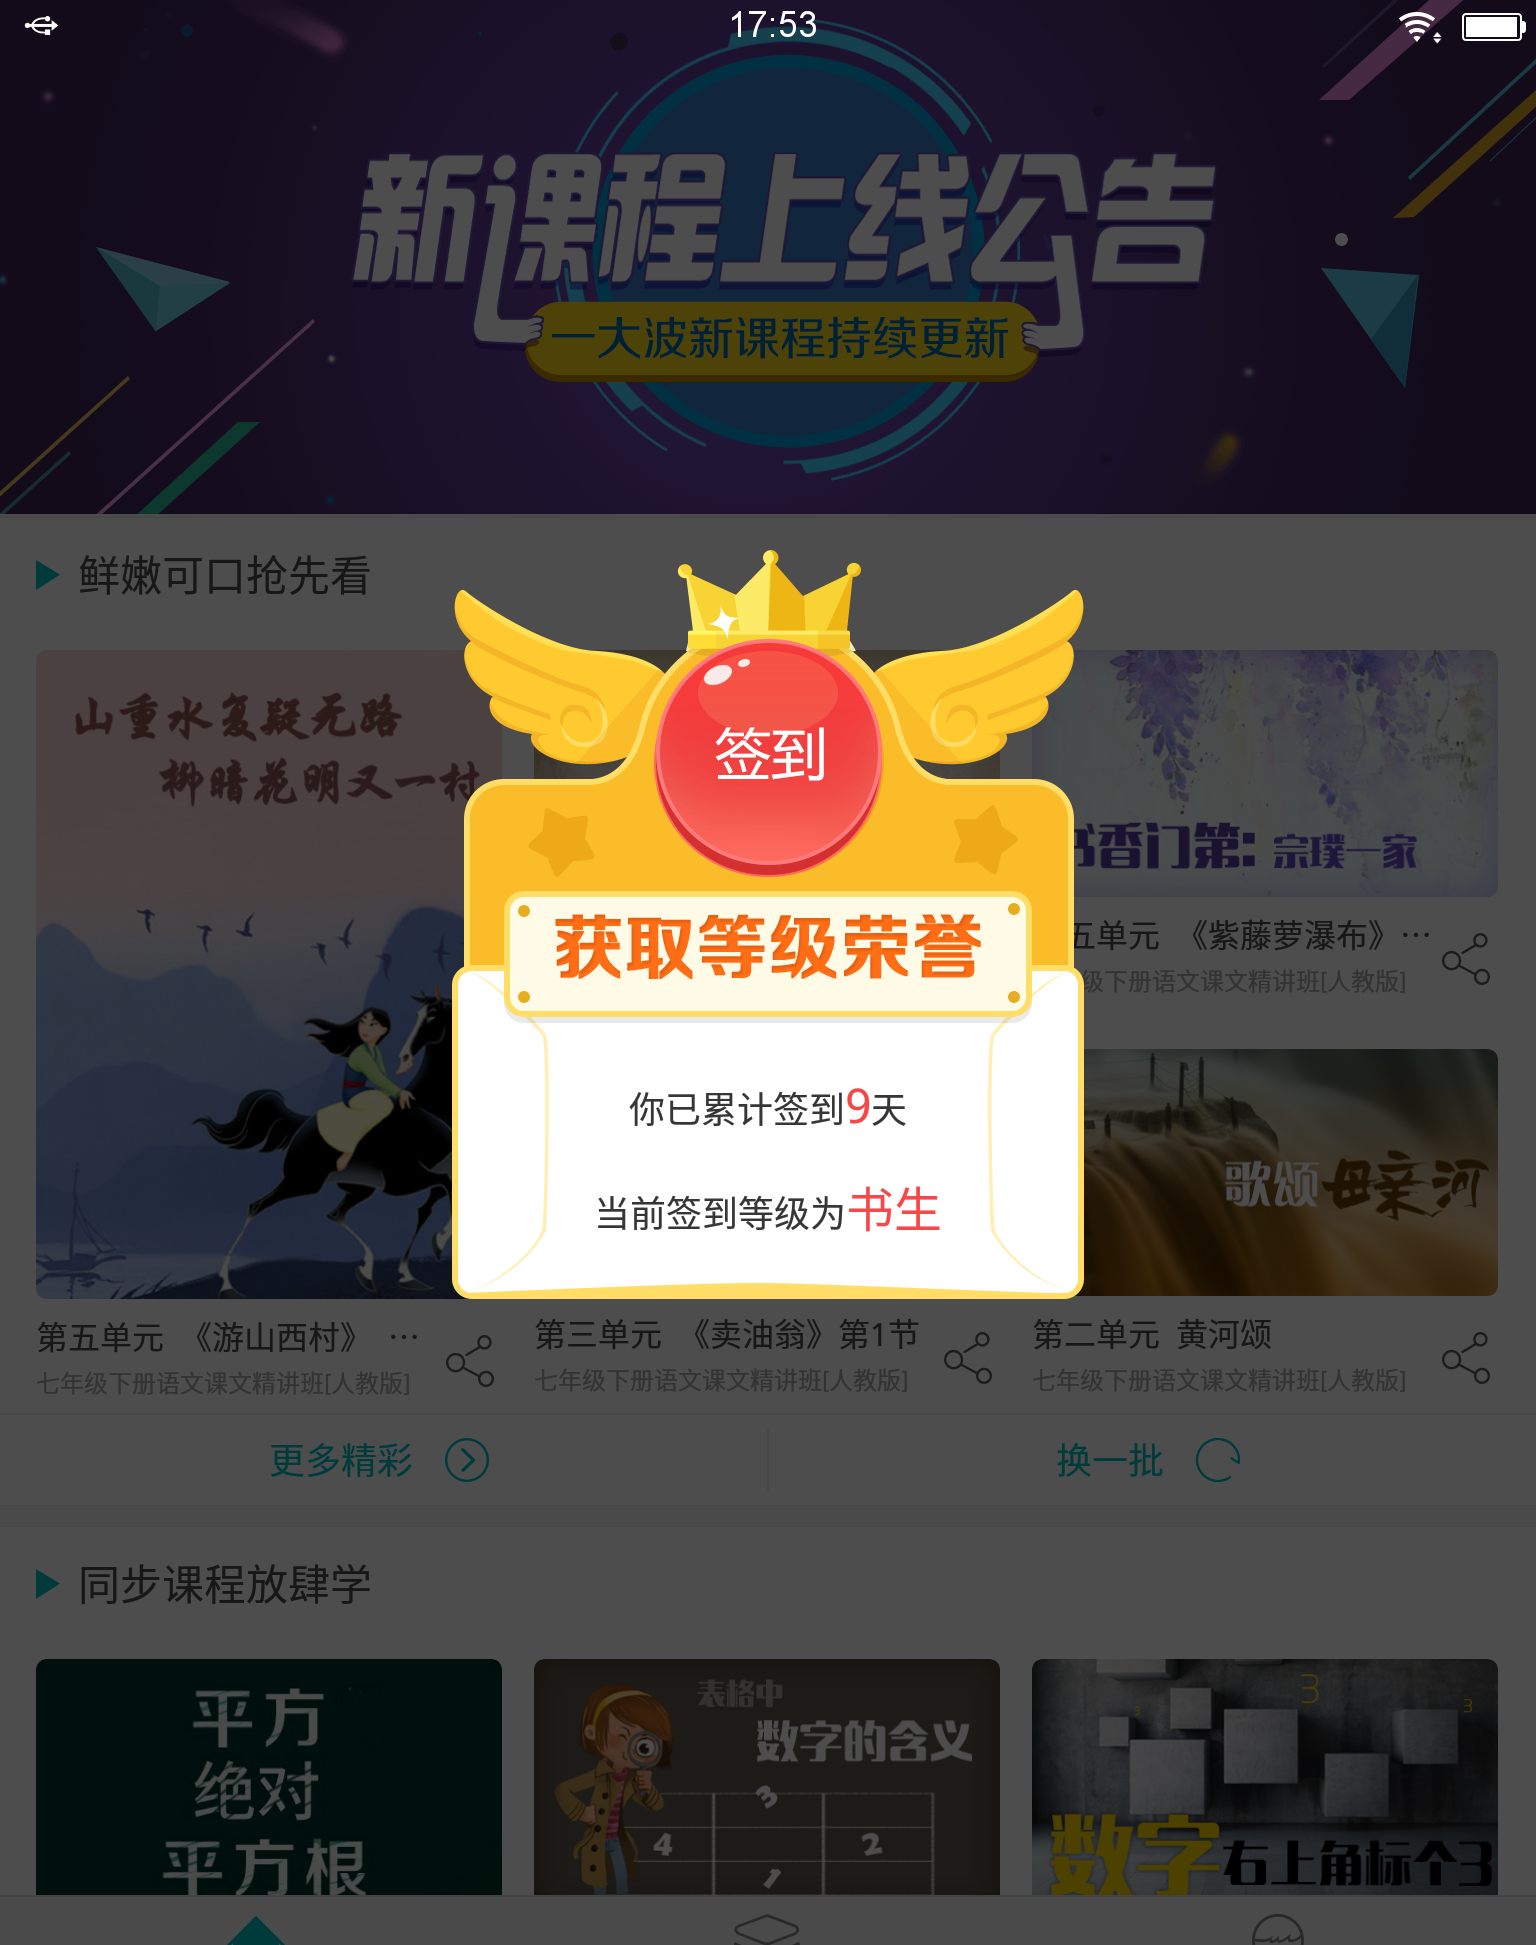 17:53
新课程上线公告
一大波新课程持续更新
鲜嫩可口抢先看
山重水复疑无路
柳暗花明又一村
签到
获取等级荣誉
你已累计签到9天
当前签到等级为书生
书香门第: 宗璞一家
五单元 《紫藤萝瀑布》…
级下册语文课文精讲班[人教版]
歌颂母亲河
第五单元 《游山西村》 …
七年级下册语文课文精讲班[人教版]
第三单元 《卖油翁》第1节
七年级下册语文课文精讲班[人教版]
第二单元 黄河颂
七年级下册语文课文精讲班[人教版]
更多精彩
换一批
同步课程放肆学
平方
绝对
平方根
表格中
数字的含义
3
4
2
1
3
3
3
数字右上角标个3